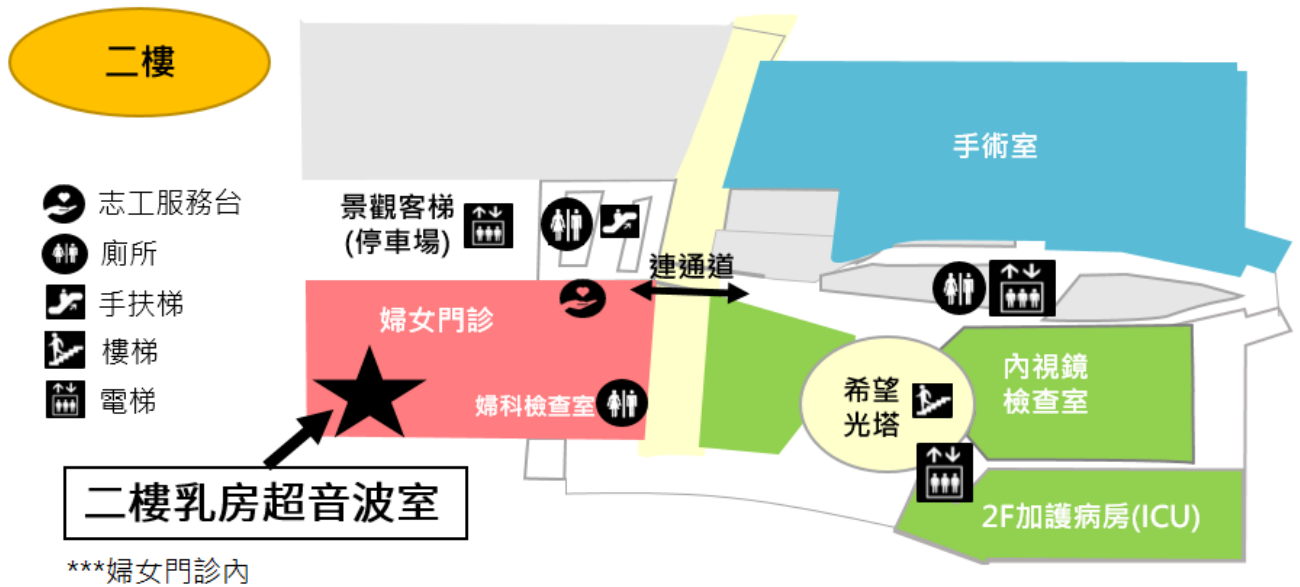 二樓
志工服務台
廁所
手扶梯
樓梯
電梯
景觀客梯
(停車場)
手術室
連通道
婦女門診
婦科檢查室
希望
光塔
內視鏡
檢查室
2F加護病房(ICU)
二樓乳房超音波室
***婦女門診內